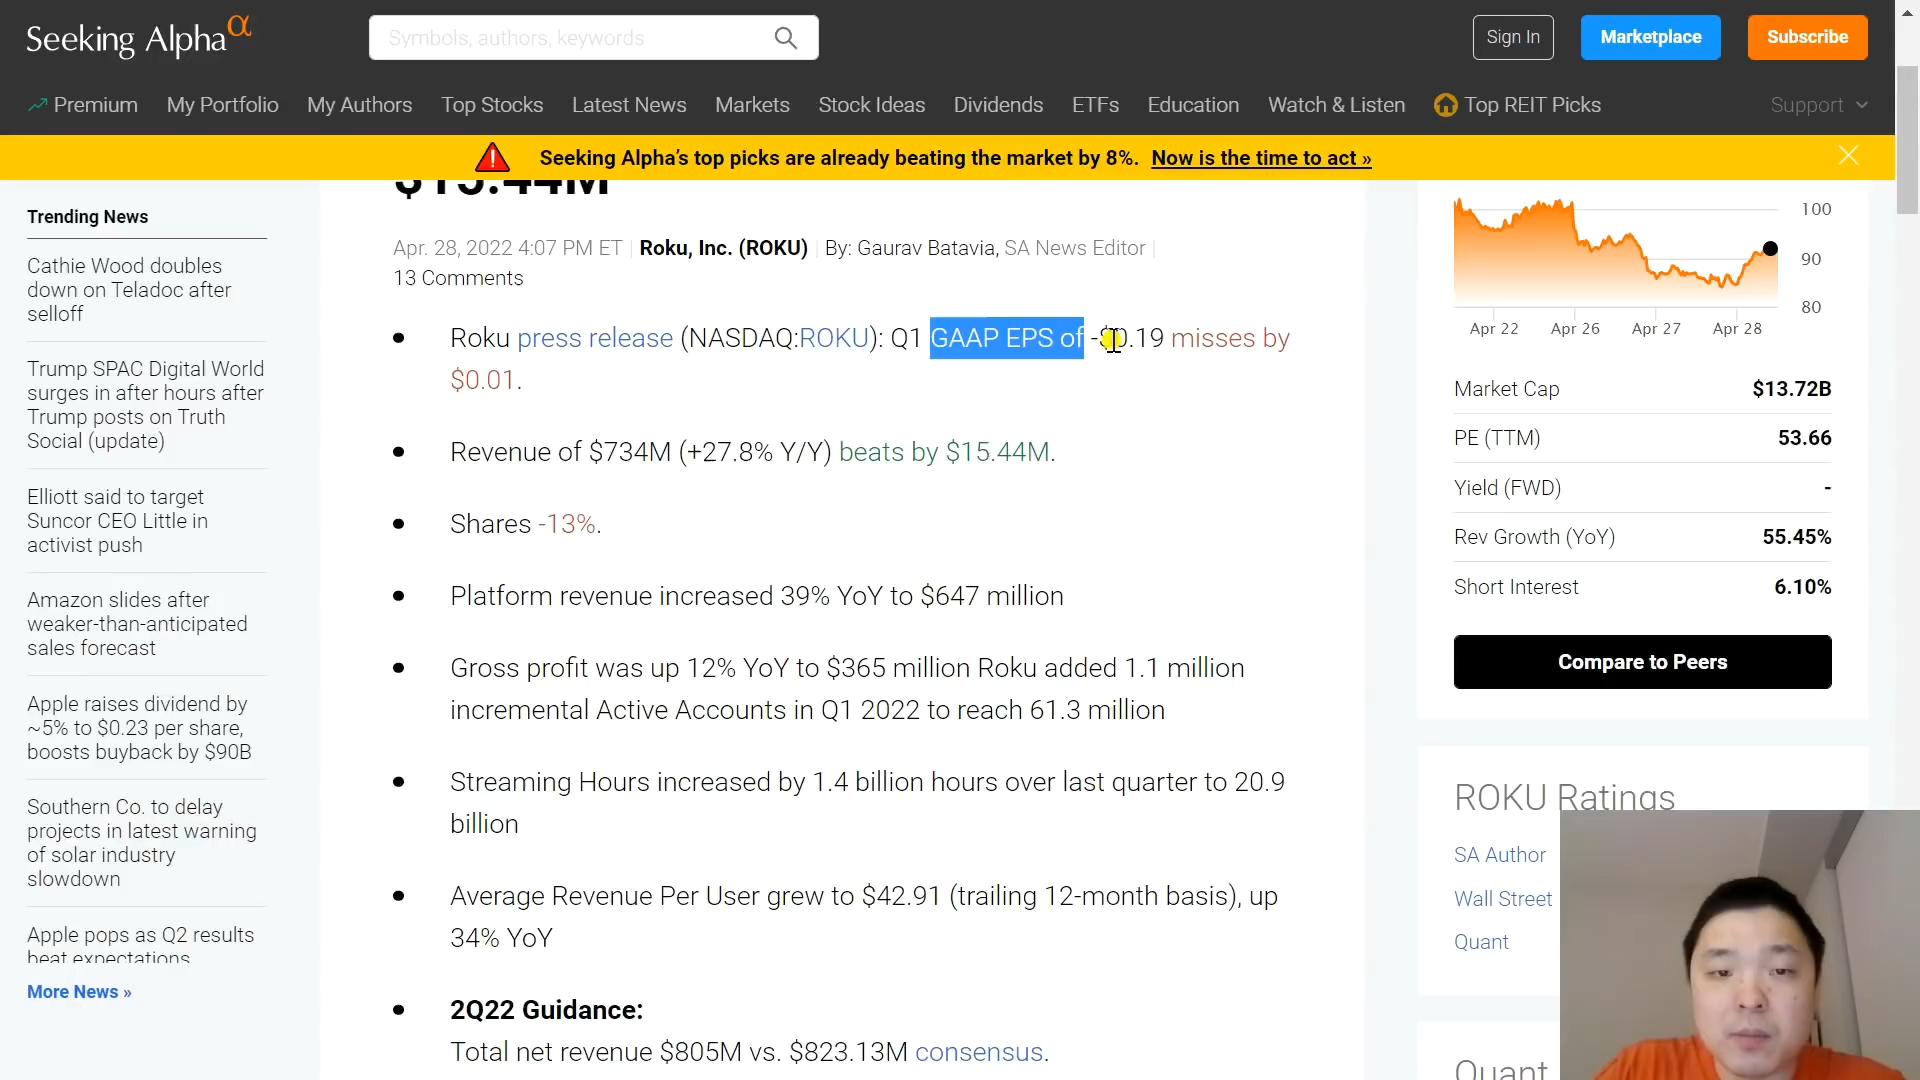 Seeking Alpha α
Symbols, authors, keywords
Sign In
Marketplace
Subscribe
Premium My Portfolio My Authors Top Stocks Latest News Markets Stock Ideas Dividends ETFs Education Watch & Listen Top REIT Picks Support
Seeking Alpha's top picks are already beating the market by 8%. Now is the time to act »
Trending News
Cathie Wood doubles
down on Teladoc after
selloff
Trump SPAC Digital World
surges in after hours after
Trump posts on Truth
Social (update)
Elliott said to target
Suncor CEO Little in
activist push
Amazon slides after
weaker-than-anticipated
sales forecast
Apple raises dividend by
~5% to $0.23 per share,
boosts buyback by $90B
Southern Co. to delay
projects in latest warning
of solar industry
slowdown
Apple pops as Q2 results
beat expectations
More News »
$15.44M
Apr. 28, 2022 4:07 PM ET | Roku, Inc. (ROKU) | By: Gaurav Batavia, SA News Editor |
13 Comments
• Roku press release (NASDAQ:ROKU): Q1 GAAP EPS of -$0.19 misses by
$0.01.
• Revenue of $734M (+27.8% Y/Y) beats by $15.44M.
• Shares -13%.
• Platform revenue increased 39% YoY to $647 million
• Gross profit was up 12% YoY to $365 million Roku added 1.1 million
incremental Active Accounts in Q1 2022 to reach 61.3 million
• Streaming Hours increased by 1.4 billion hours over last quarter to 20.9
billion
• Average Revenue Per User grew to $42.91 (trailing 12-month basis), up
34% YoY
• 2Q22 Guidance:
Total net revenue $805M vs. $823.13M consensus.
100
90
80
Apr 22 Apr 26 Apr 27 Apr 28
Market Cap $13.72B
PE (TTM) 53.66
Yield (FWD) -
Rev Growth (YoY) 55.45%
Short Interest 6.10%
Compare to Peers
ROKU Ratings
SA Author
Wall Street
Quant
Quant